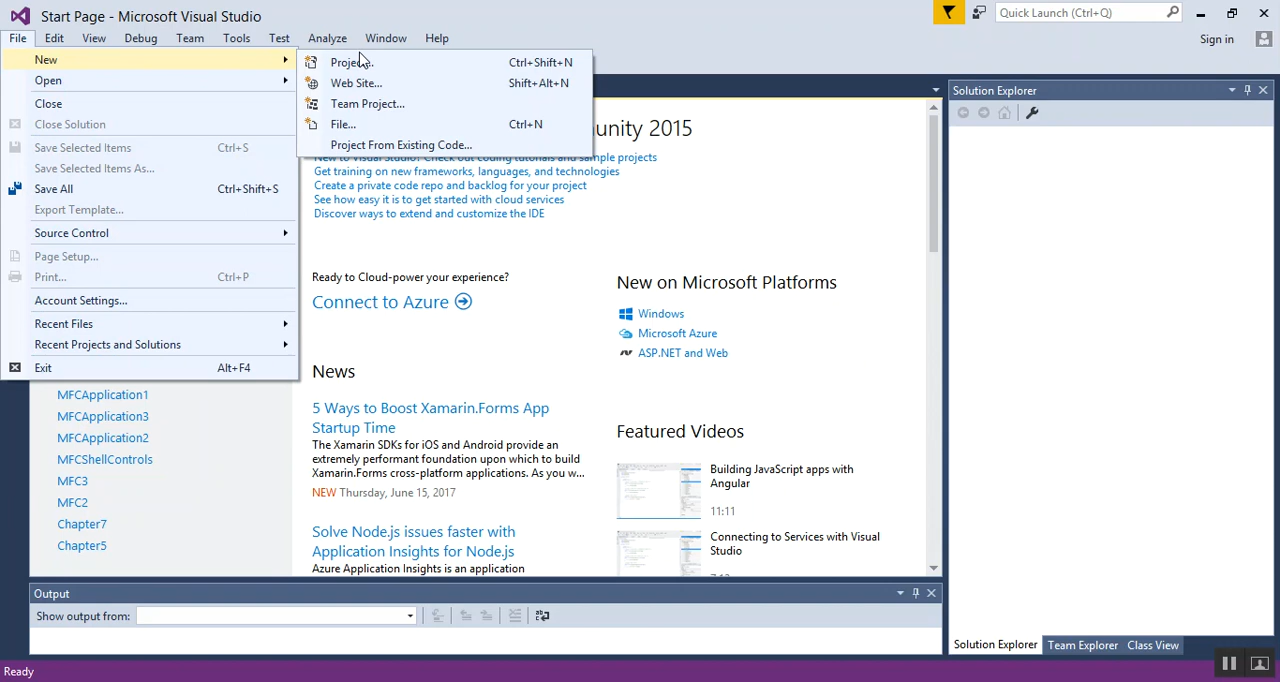 Start Page - Microsoft Visual Studio
Quick Launch (Ctrl+Q)
File Edit View Debug Team Tools Test Analyze Window Help
Sign in
New
Open
Close
Close Solution
Save Selected Items Ctrl+S
Save Selected Items As...
Save All Ctrl+Shift+S
Export Template...
Source Control
Page Setup...
Print... Ctrl+P
Account Settings...
Recent Files
Recent Projects and Solutions
Exit Alt+F4
Ctrl+Shift+N
Web Site... Shift+Alt+N
Team Project...
File... Ctrl+N
Project From Existing Code...
2015
New to Visual Studio? Check out coding tutorials and sample projects
Get training on new frameworks, languages, and technologies
Create a private code repo and backlog for your project
See how easy it is to get started with cloud services
Discover ways to extend and customize the IDE
Ready to Cloud-power your experience?
Connect to Azure
News
5 Ways to Boost Xamarin.Forms App
Startup Time
The Xamarin SDKs for iOS and Android provide an
extremely performant foundation upon which to build
Xamarin.Forms cross-platform applications. As you w...
NEW Thursday, June 15, 2017
Solve Node.js issues faster with
Application Insights for Node.js
Azure Application Insights is an application
New on Microsoft Platforms
Windows
Microsoft Azure
ASP.NET and Web
Featured Videos
Building JavaScript apps with
Angular
11:11
Connecting to Services with Visual
Studio
MFCApplication1
MFCApplication3
MFCApplication2
MFCShellControls
MFC3
MFC2
Chapter7
Chapter5
Solution Explorer
Output
Show output from:
Solution Explorer Team Explorer Class View
Ready